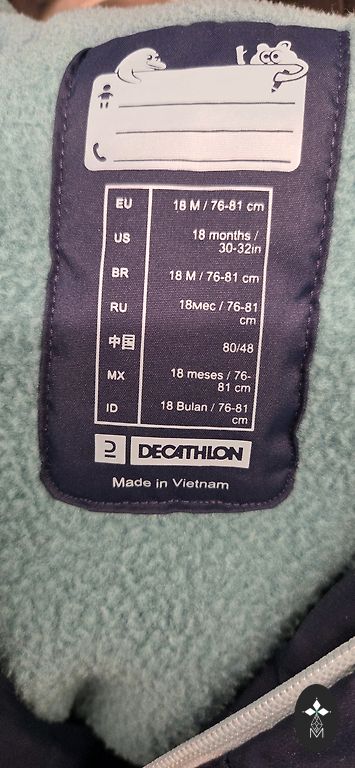 EU 18 M / 76-81 cm
US 18 months /
30-32in
BR 18 M / 76-81 cm
RU 18мес / 76-81
cm
中国 80/48
MX 18 meses / 76-
81 cm
ID 18 Bulan / 76-81
cm
DECATHLON
Made in Vietnam
M